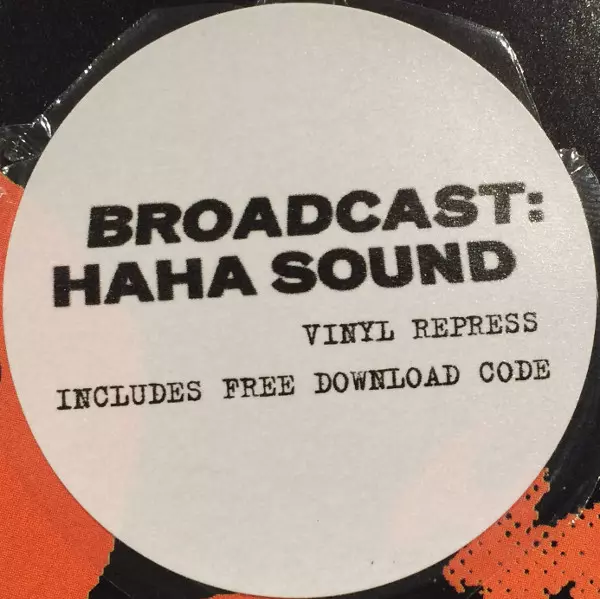 BROADCAST:
HAHA SOUND
VINYL REPRESS
INCLUDES FREE DOWNLOAD CODE